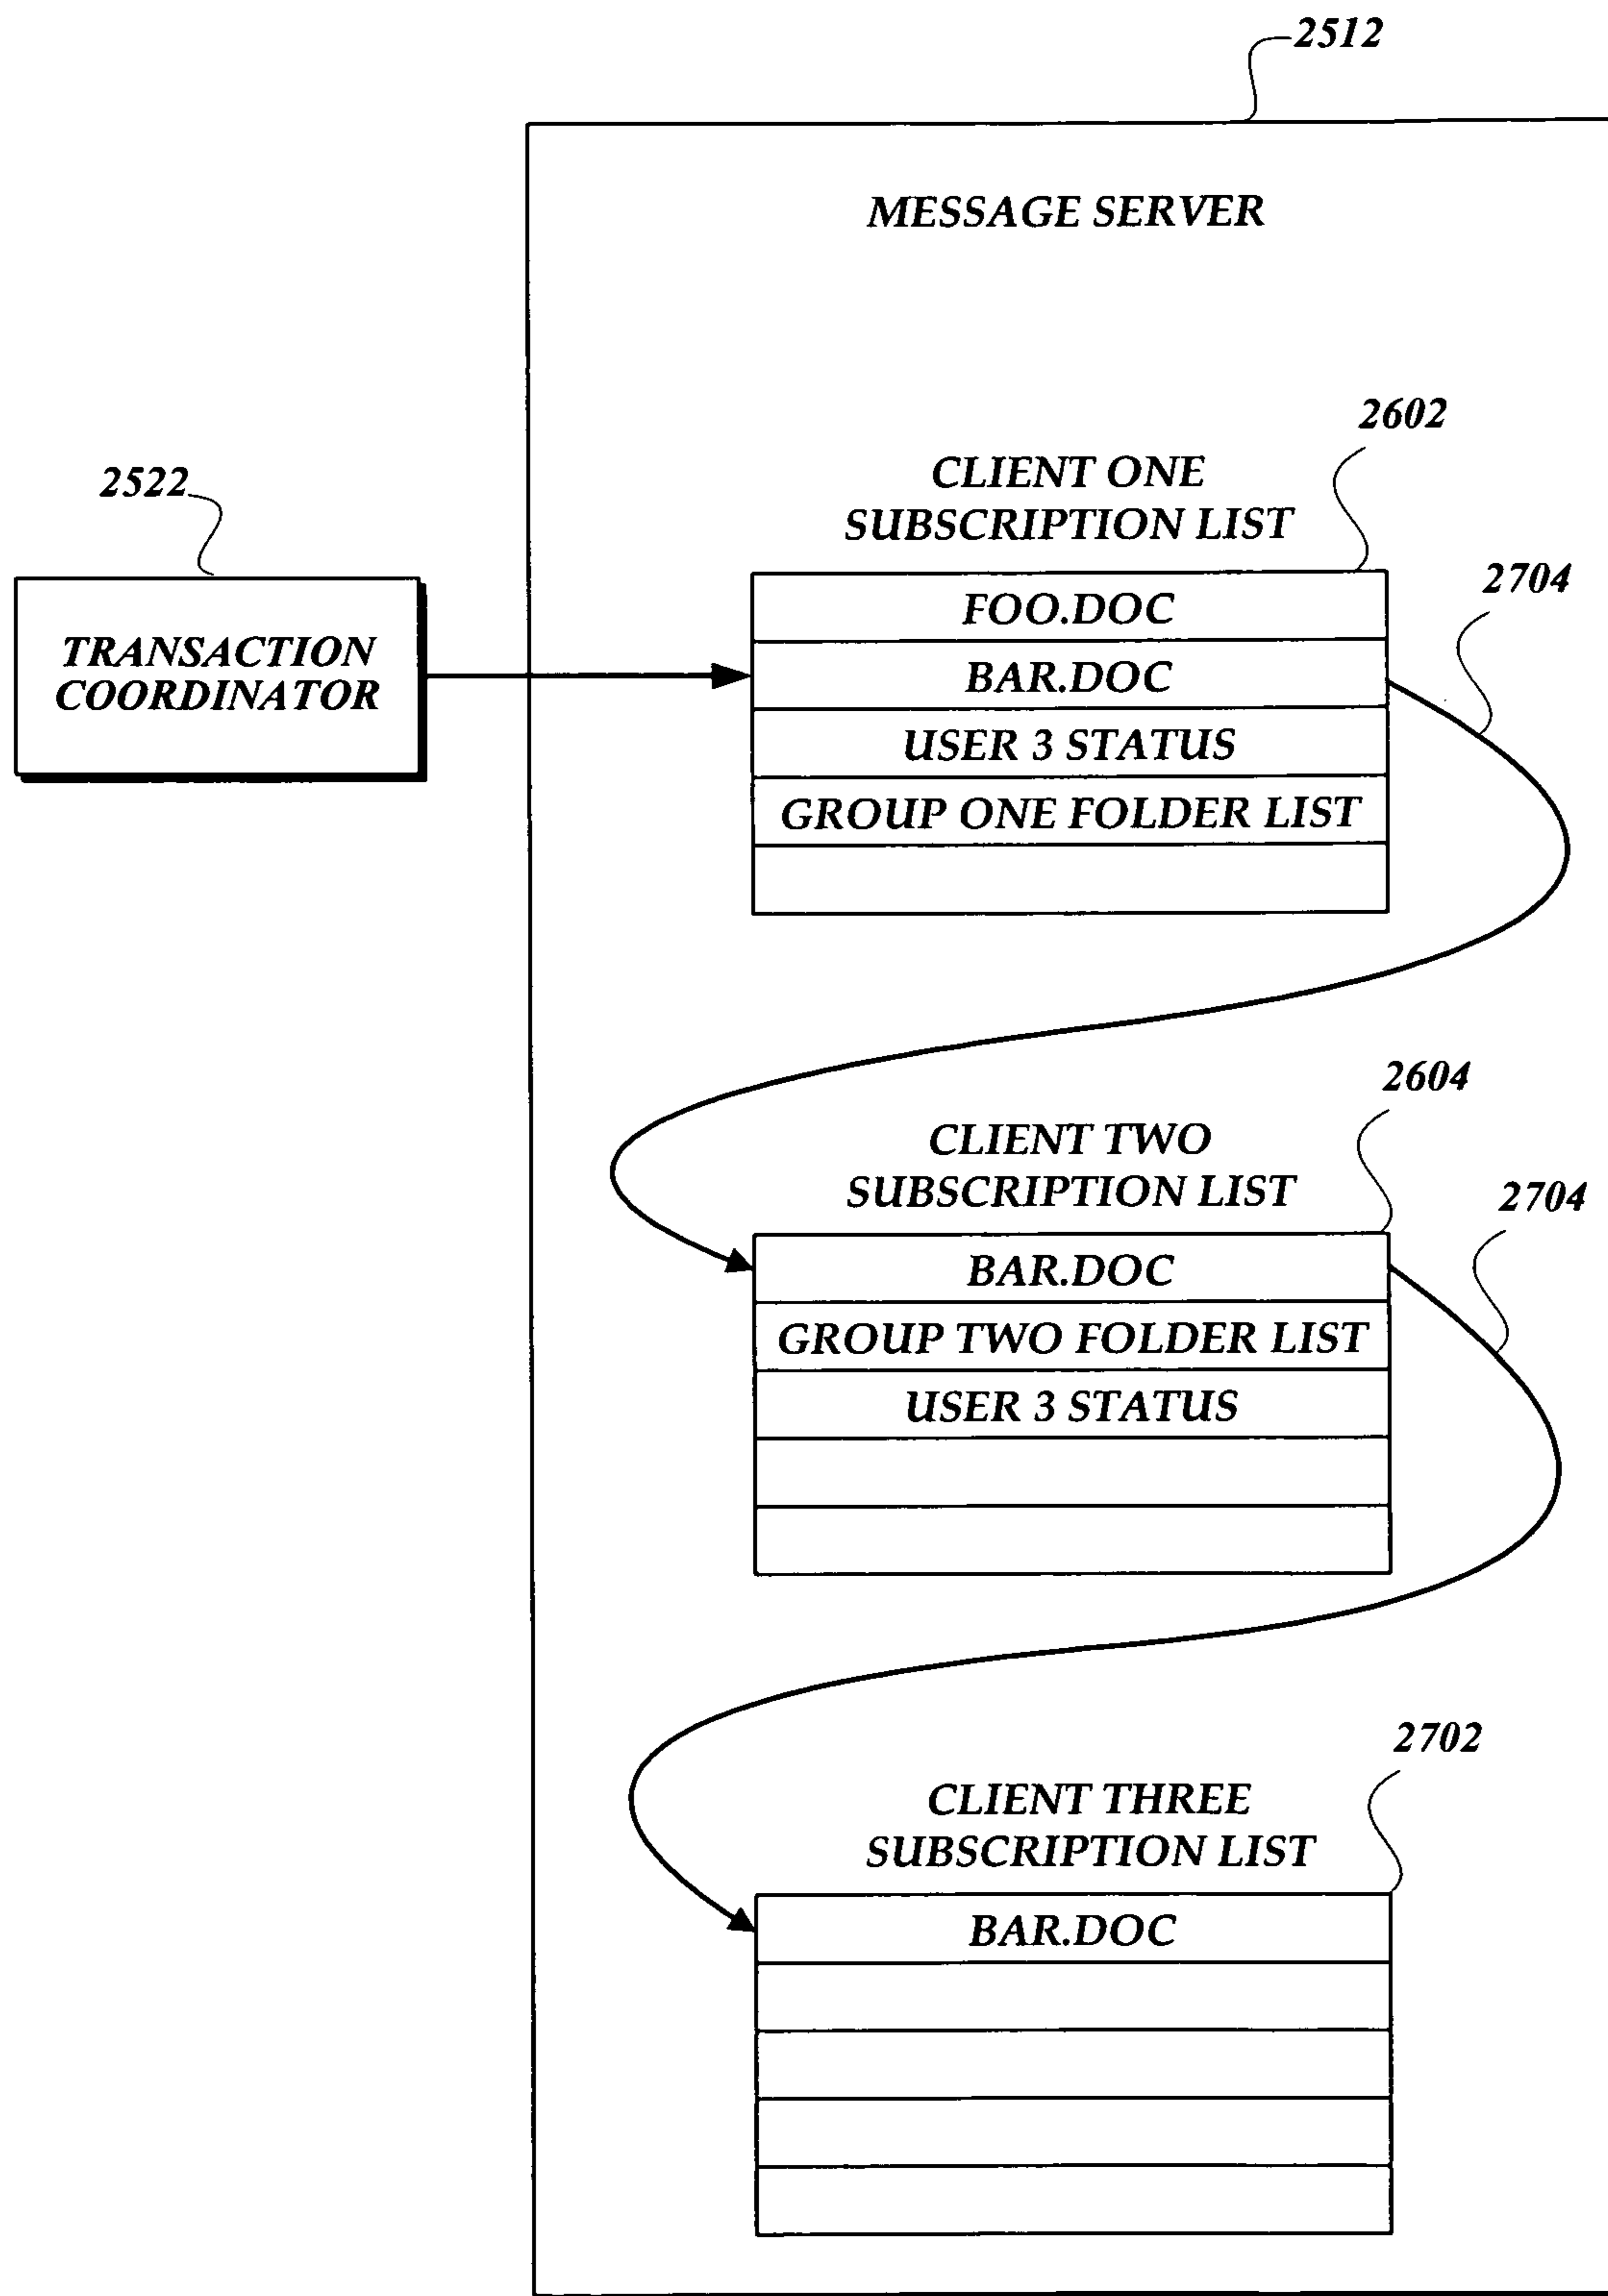 2512
MESSAGE SERVER
2602
CLIENT ONE
SUBSCRIPTION LIST
2522
2704
FOO.DOC
TRANSACTION
COORDINATOR
BAR.DOC
USER 3 STATUS
GROUP ONE FOLDER LIST
2604
CLIENT TWO
SUBSCRIPTION LIST
2704
BAR.DOC
GROUP TWO FOLDER LIST
USER 3 STATUS
2702
CLIENT THREE
SUBSCRIPTION LIST
BAR.DOC